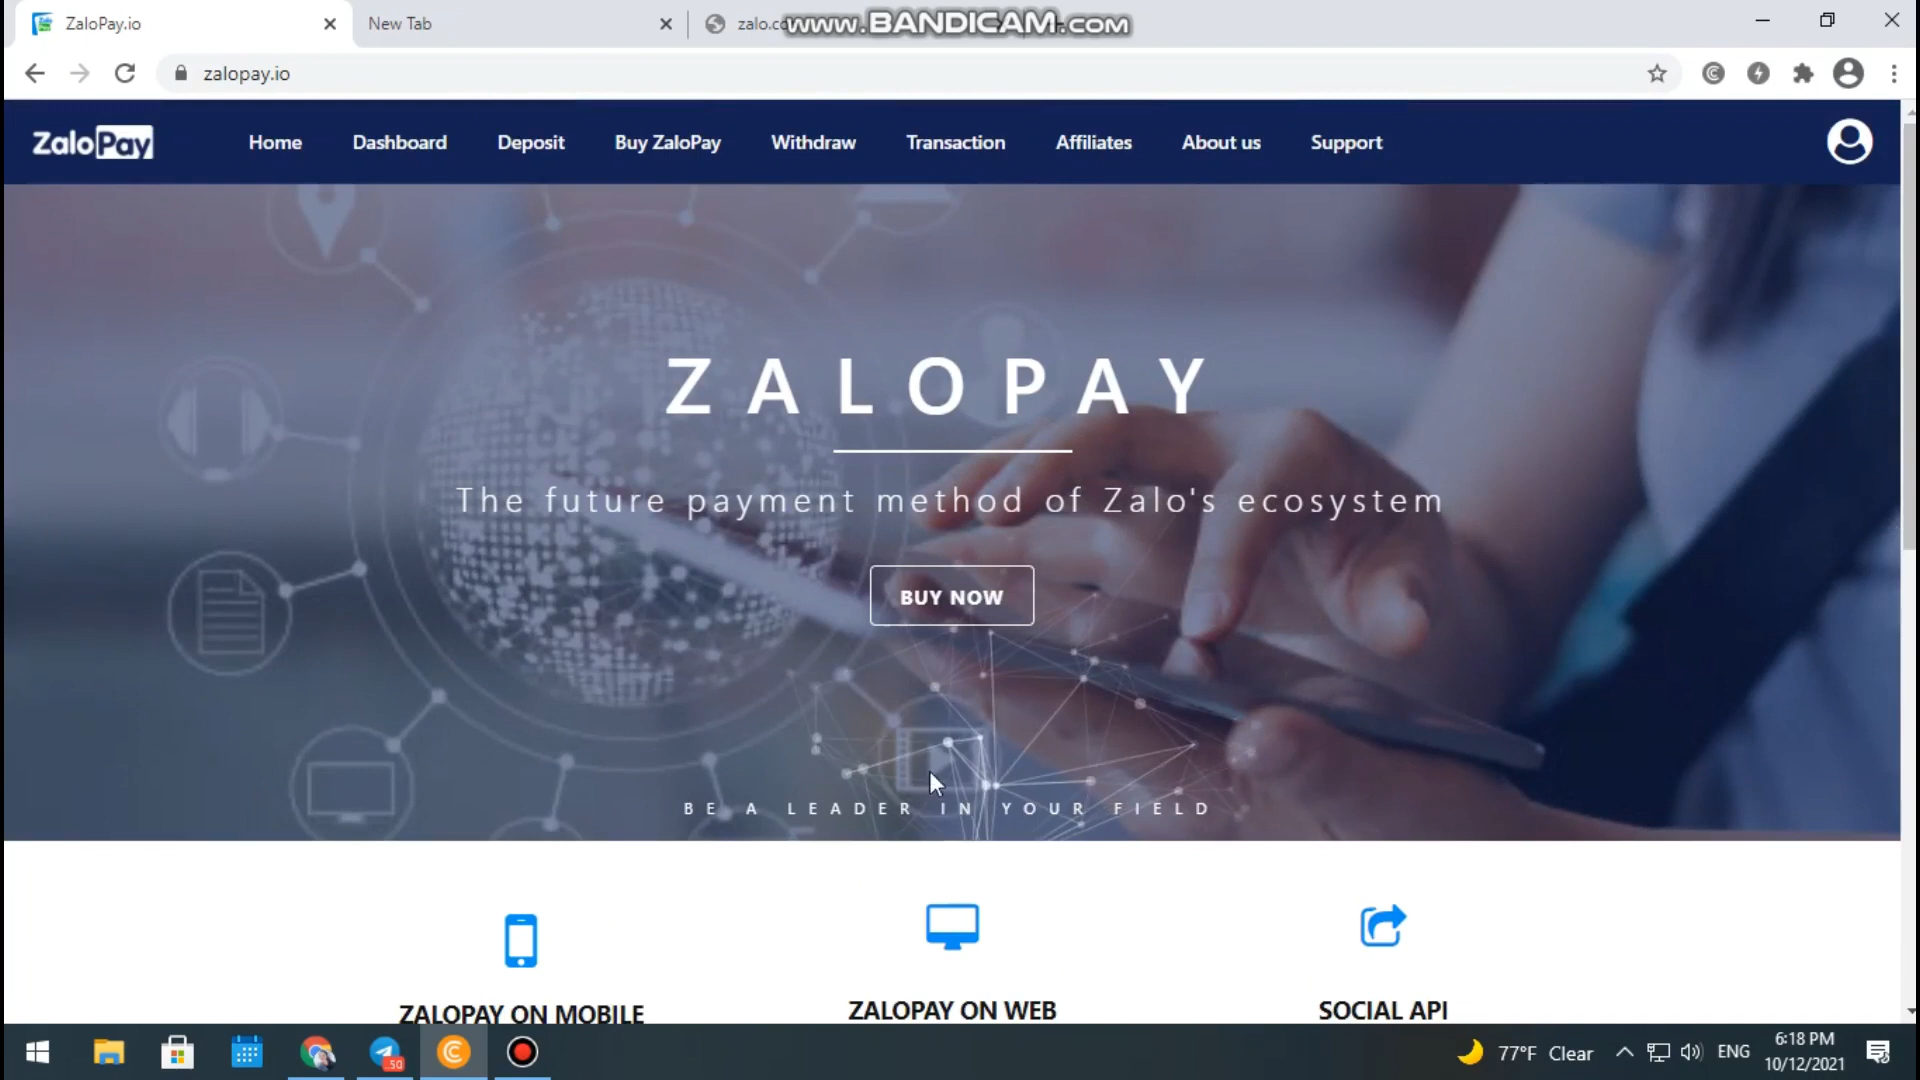 ZaloPay.io
New Tab
zalo.co
www.BANDICAM.com
zalopay.io
ZaloPay
Home
Dashboard
Deposit
Buy ZaloPay
Withdraw
Transaction
Affiliates
About us
Support
ZALOPAY
The future payment method of Zalo's ecosystem
BUY NOW
BE A LEADER IN YOUR FIELD
ZALOPAY ON MOBILE
ZALOPAY ON WEB
SOCIAL API
50
77°F Clear
ENG
6:18 PM
10/12/2021